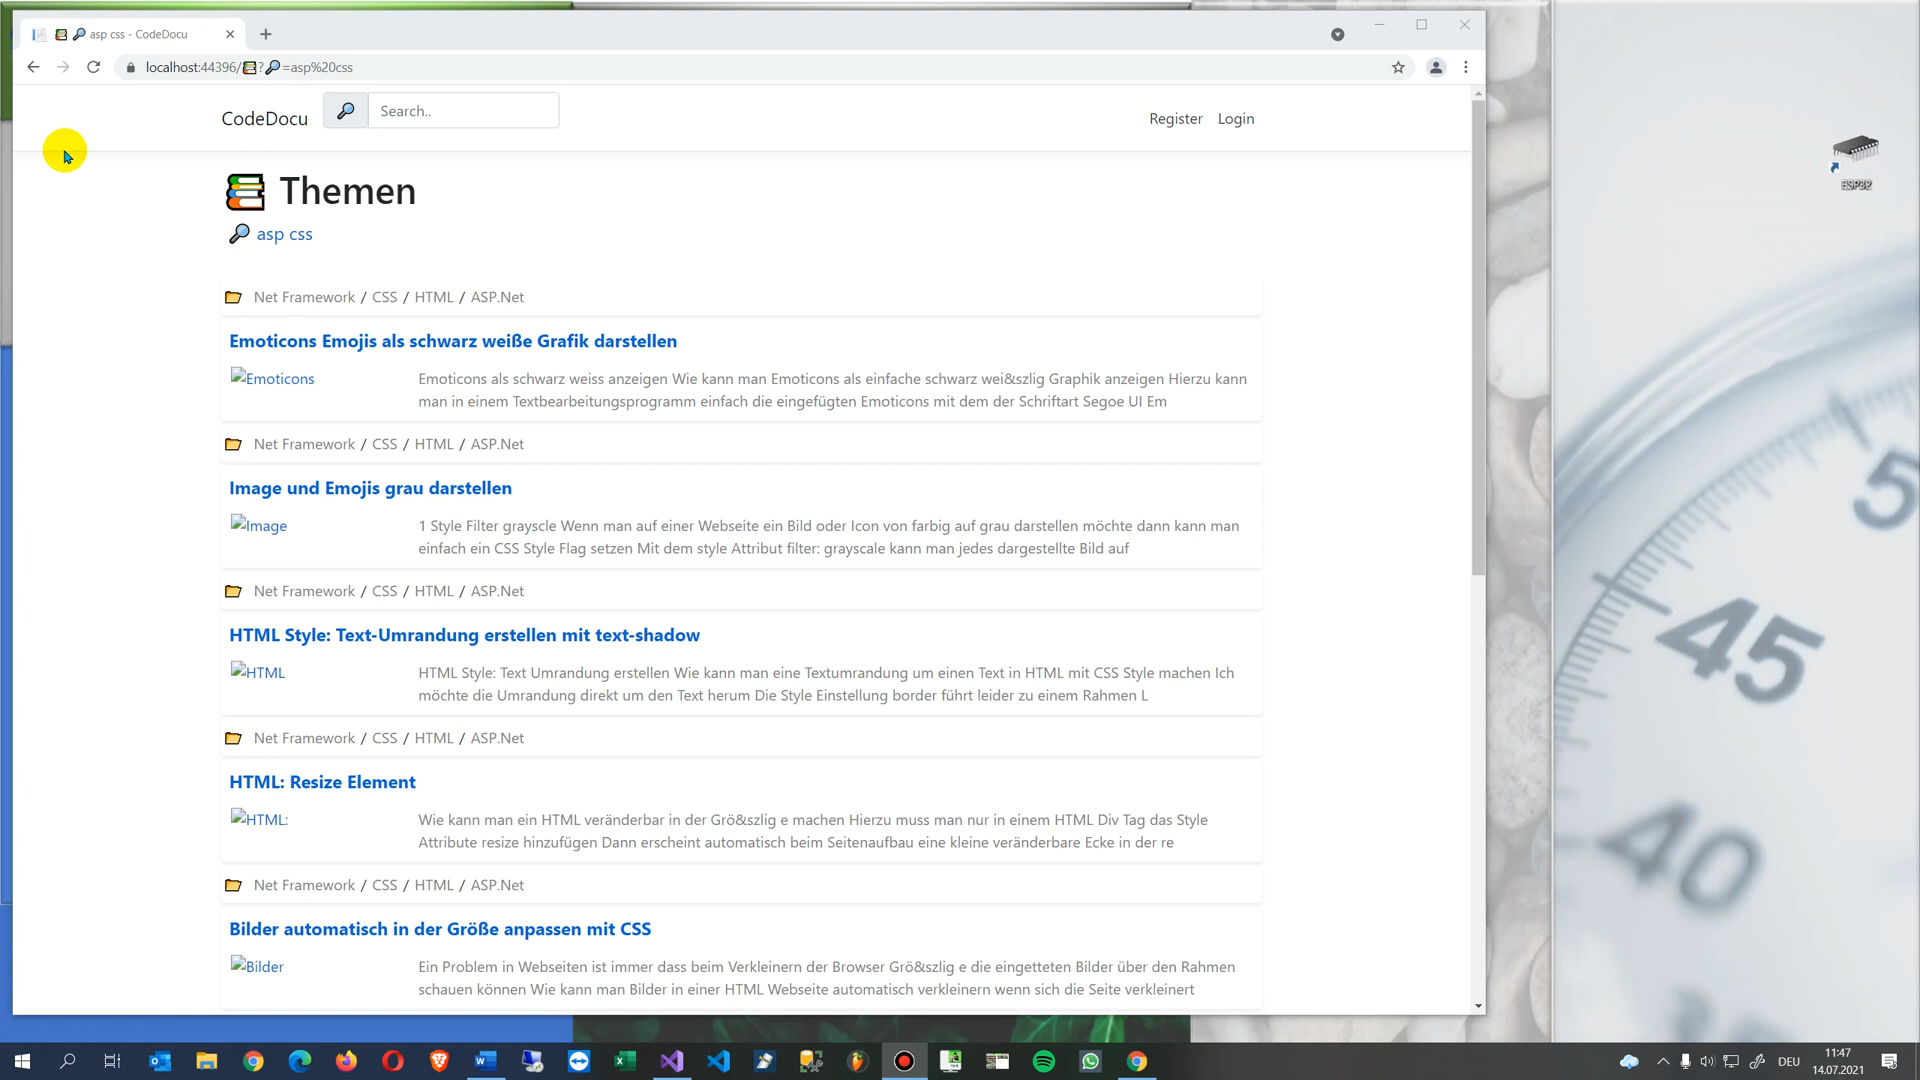 asp css - CodeDocu
localhost:44396/📚?🔎=asp%20css
CodeDocu
Search..
Register Login
📚 Themen
🔎 asp css
Net Framework / CSS / HTML / ASP.Net
Emoticons Emojis als schwarz weiße Grafik darstellen
Emoticons
Emoticons als schwarz weiss anzeigen Wie kann man Emoticons als einfache schwarz wei&szlig Graphik anzeigen Hierzu kann
man in einem Textbearbeitungsprogramm einfach die eingefügten Emoticons mit dem der Schriftart Segoe UI Em
Net Framework / CSS / HTML / ASP.Net
Image und Emojis grau darstellen
Image
1 Style Filter grayscle Wenn man auf einer Webseite ein Bild oder Icon von farbig auf grau darstellen möchte dann kann man
einfach ein CSS Style Flag setzen Mit dem style Attribut filter: grayscale kann man jedes dargestellte Bild auf
Net Framework / CSS / HTML / ASP.Net
HTML Style: Text-Umrandung erstellen mit text-shadow
HTML
HTML Style: Text Umrandung erstellen Wie kann man eine Textumrandung um einen Text in HTML mit CSS Style machen Ich
möchte die Umrandung direkt um den Text herum Die Style Einstellung border führt leider zu einem Rahmen L
Net Framework / CSS / HTML / ASP.Net
HTML: Resize Element
HTML:
Wie kann man ein HTML veränderbar in der Grö&szlig e machen Hierzu muss man nur in einem HTML Div Tag das Style
Attribute resize hinzufügen Dann erscheint automatisch beim Seitenaufbau eine kleine veränderbare Ecke in der re
Net Framework / CSS / HTML / ASP.Net
Bilder automatisch in der Größe anpassen mit CSS
Bilder
Ein Problem in Webseiten ist immer dass beim Verkleinern der Browser Grö&szlig e die eingetteten Bilder über den Rahmen
schauen können Wie kann man Bilder in einer HTML Webseite automatisch verkleinern wenn sich die Seite verkleinert
ESP32
5
45
40
DEU
11:47
14.07.2021